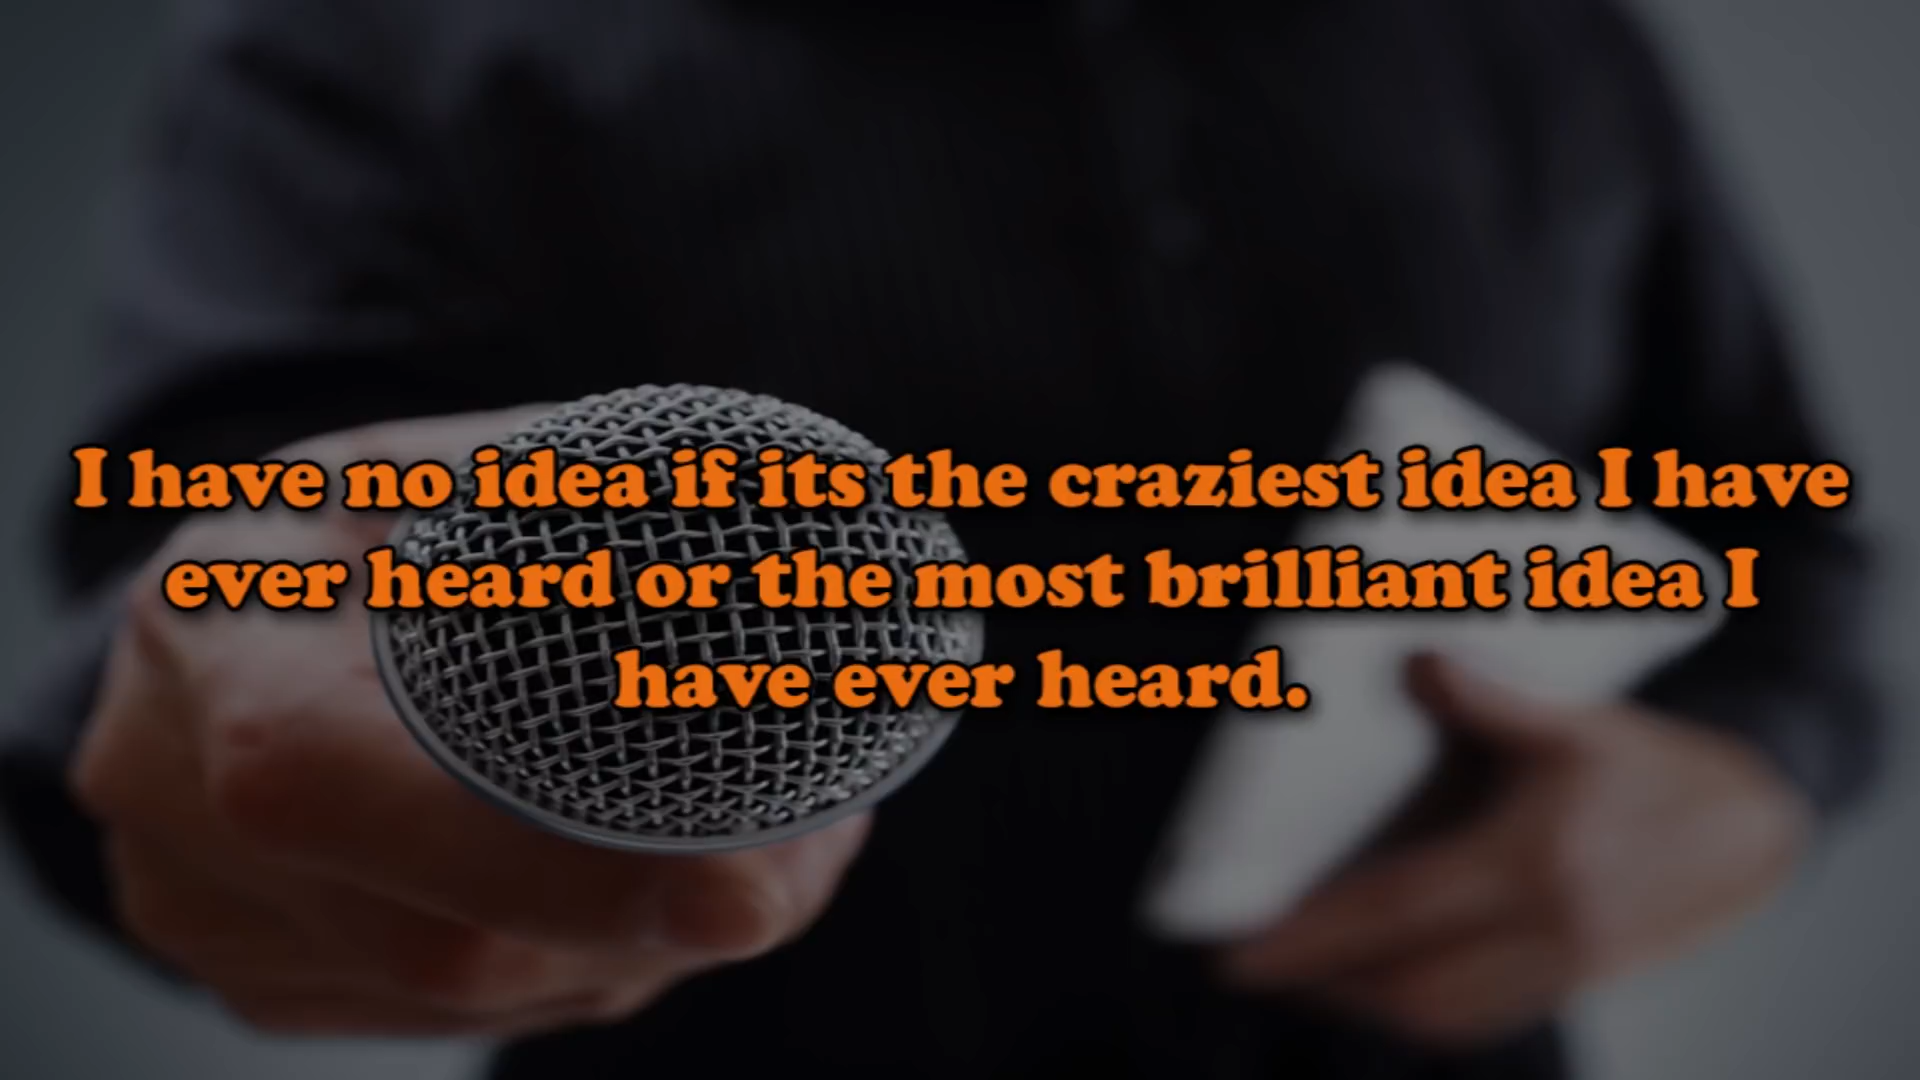 I have no idea if its the craziest idea I have
ever heard or the most brilliant idea I
have ever heard.